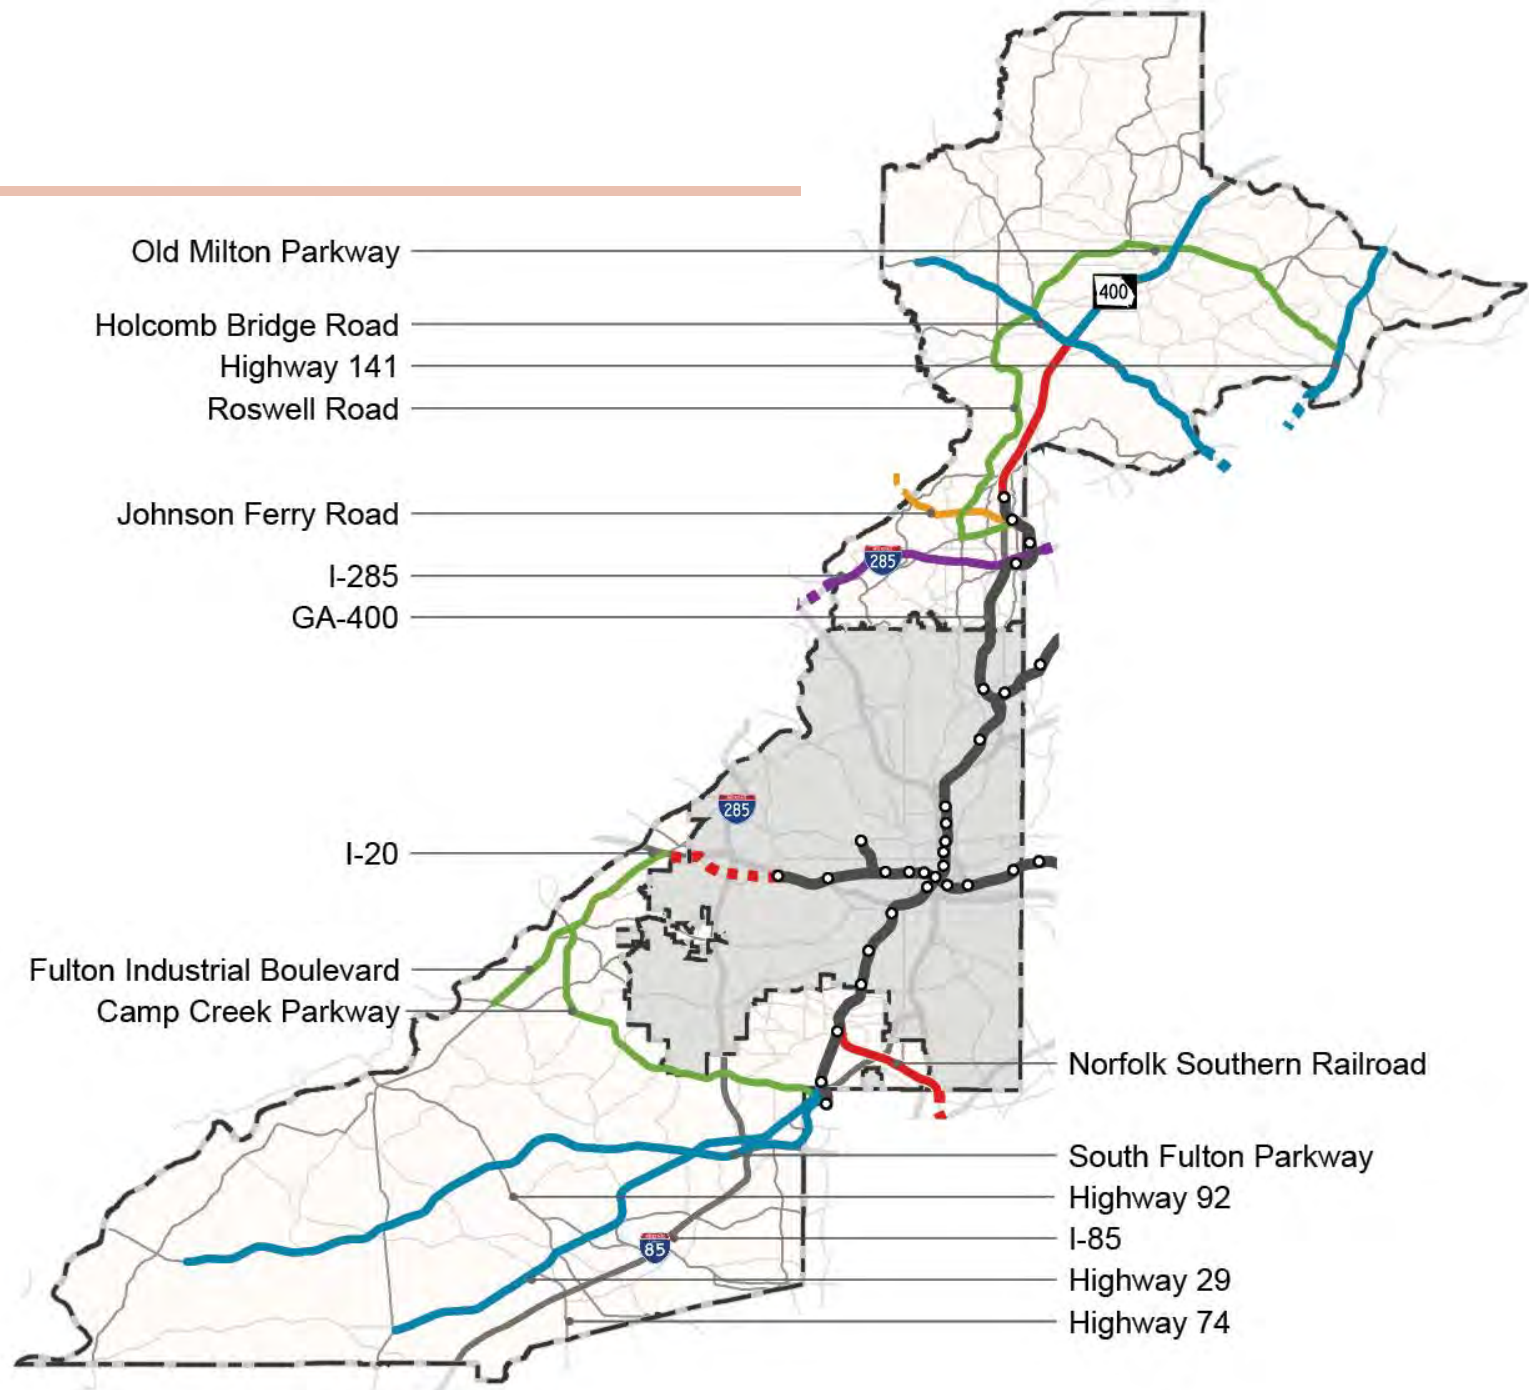 Old Milton Parkway
400
Holcomb Bridge Road
Highway 141
Roswell Road
Johnson Ferry Road
285
I-285
GA-400
285
I-20
Fulton Industrial Boulevard
Camp Creek Parkway
Norfolk Southern Railroad
South Fulton Parkway
Highway 92
I-85
85
Highway 29
Highway 74